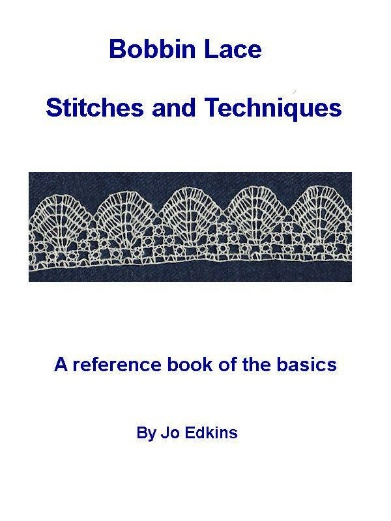 Bobbin Lace
Stitches and Techniques
A reference book of the basics
By Jo Edkins